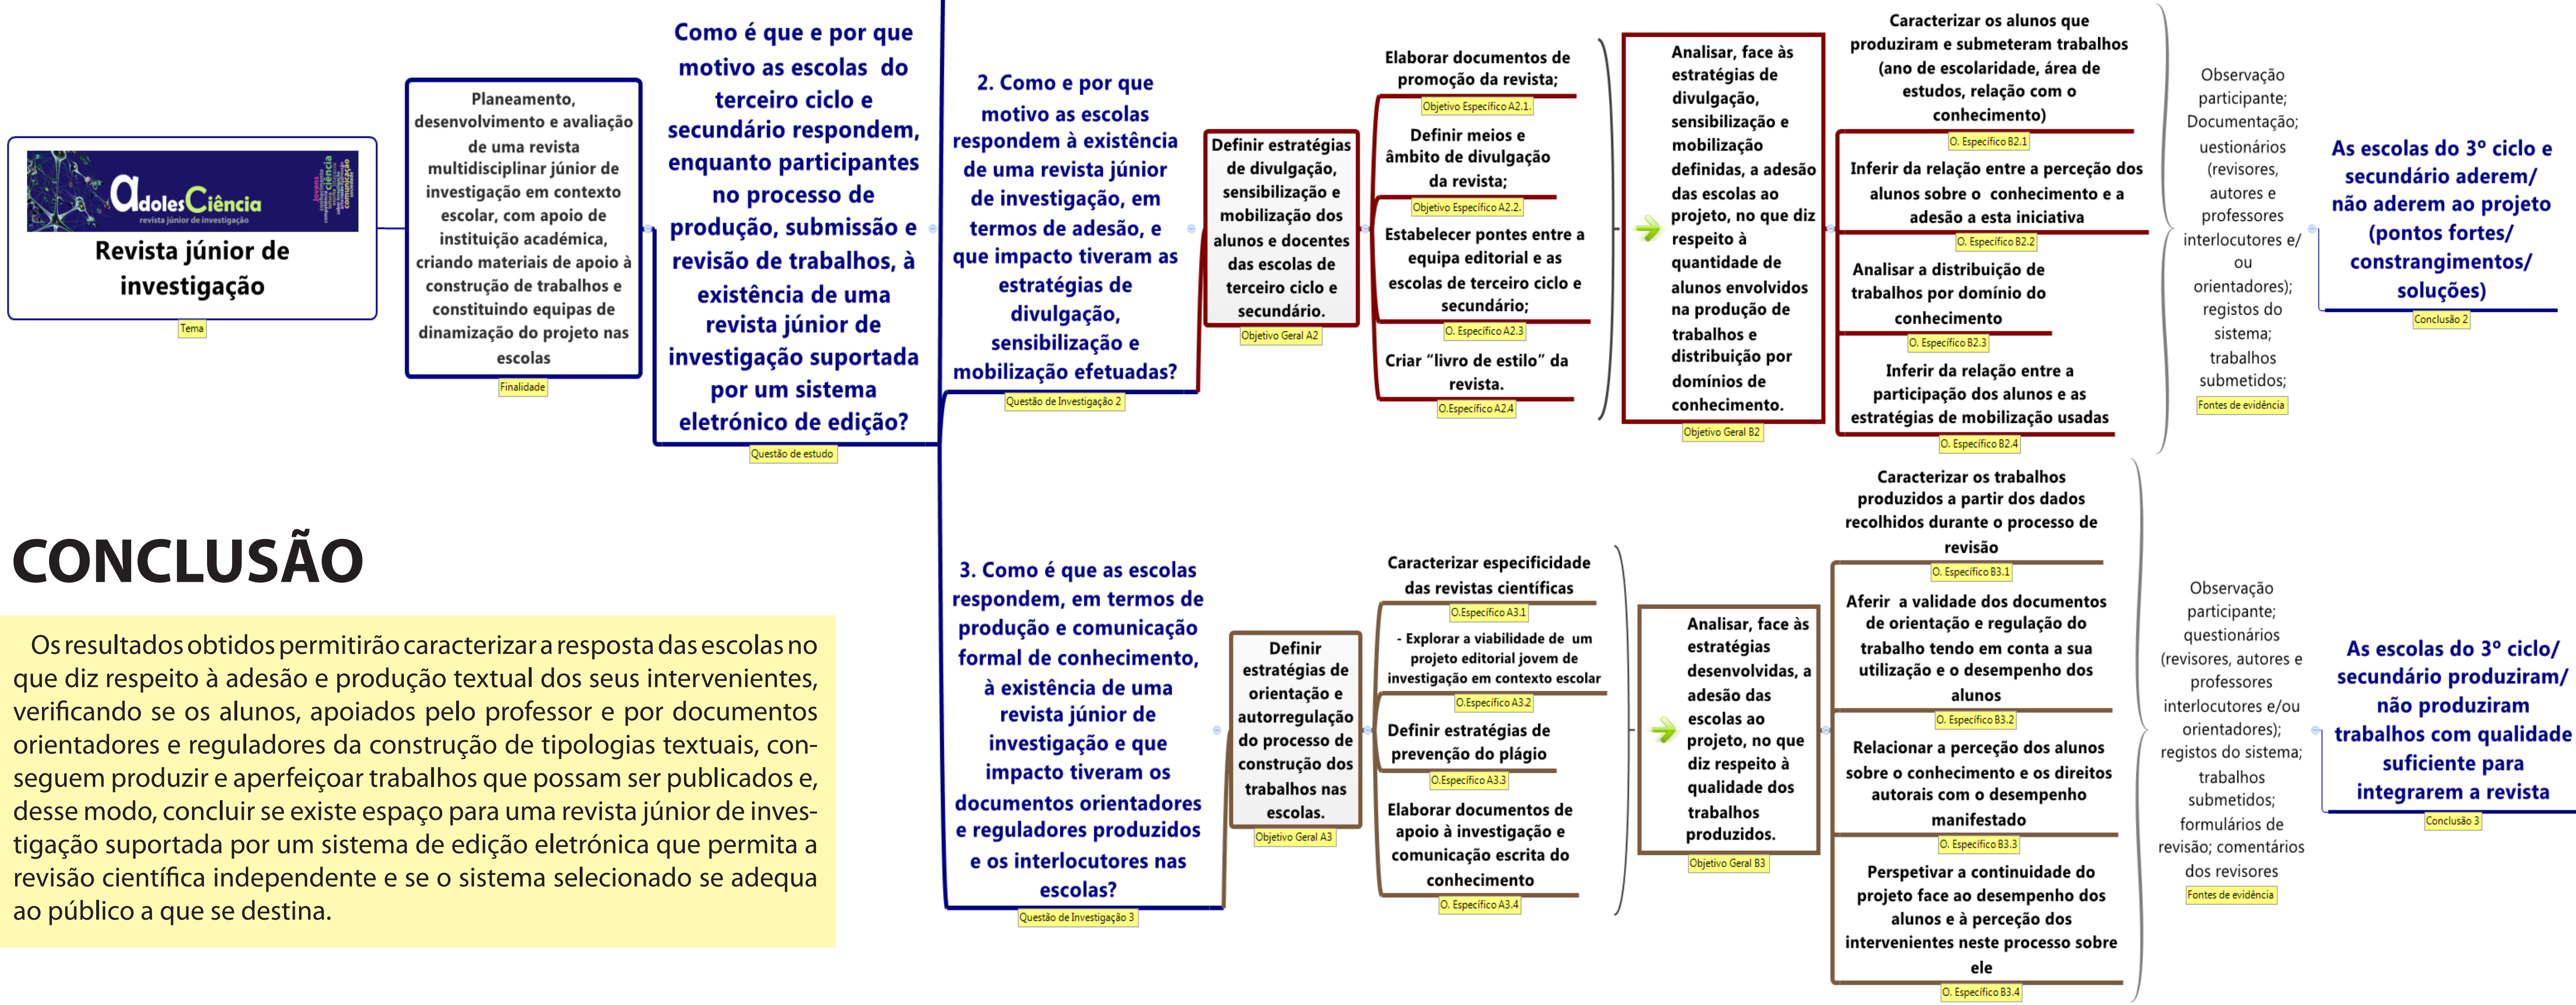 adolesCiência
revista júnior de investigação
Jovens
ciência
comunicação
Revista júnior de
investigação
Tema
Planeamento,
desenvolvimento e avaliação
de uma revista
multidisciplinar júnior de
investigação em contexto
escolar, com apoio de
instituição académica,
criando materiais de apoio à
construção de trabalhos e
constituindo equipas de
dinamização do projeto nas
escolas
Finalidade
Como é que e por que
motivo as escolas do
terceiro ciclo e
secundário respondem,
enquanto participantes
no processo de
produção, submissão e
revisão de trabalhos, à
existência de uma
revista júnior de
investigação suportada
por um sistema
eletrónico de edição?
Questão de estudo
2. Como e por que
motivo as escolas
respondem à existência
de uma revista júnior
de investigação, em
termos de adesão, e
que impacto tiveram as
estratégias de
divulgação,
sensibilização e
mobilização efetuadas?
Questão de Investigação 2
Definir estratégias
de divulgação,
sensibilização e
mobilização dos
alunos e docentes
das escolas de
terceiro ciclo e
secundário.
Objetivo Geral A2
Elaborar documentos de
promoção da revista;
Objetivo Específico A2.1.
Definir meios e
âmbito de divulgação
da revista;
Objetivo Específico A2.2.
Estabelecer pontes entre a
equipa editorial e as
escolas de terceiro ciclo e
secundário;
O. Específico A2.3
Criar “livro de estilo” da
revista.
O.Específico A2.4
Analisar, face às
estratégias de
divulgação,
sensibilização e
mobilização
definidas, a adesão
das escolas ao
projeto, no que diz
respeito à
quantidade de
alunos envolvidos
na produção de
trabalhos e
distribuição por
domínios de
conhecimento.
Objetivo Geral B2
Caracterizar os alunos que
produziram e submeteram trabalhos
(ano de escolaridade, área de
estudos, relação com o
conhecimento)
O. Específico B2.1
Inferir da relação entre a perceção dos
alunos sobre o conhecimento e a
adesão a esta iniciativa
O. Específico B2.2
Analisar a distribuição de
trabalhos por domínio do
conhecimento
O. Específico B2.3
Inferir da relação entre a
participação dos alunos e as
estratégias de mobilização usadas
O. Específico B2.4
Observação
participante;
Documentação;
uestionários
(revisores,
autores e
professores
interlocutores e/
ou
orientadores);
registos do
sistema;
trabalhos
submetidos;
Fontes de evidência
As escolas do 3º ciclo e
secundário aderem/
não aderem ao projeto
(pontos fortes/
constrangimentos/
soluções)
Conclusão 2
3. Como é que as escolas
respondem, em termos de
produção e comunicação
formal de conhecimento,
à existência de uma
revista júnior de
investigação e que
impacto tiveram os
documentos orientadores
e reguladores produzidos
e os interlocutores nas
escolas?
Questão de Investigação 3
Definir
estratégias de
orientação e
autorregulação
do processo de
construção dos
trabalhos nas
escolas.
Objetivo Geral A3
Caracterizar especificidade
das revistas científicas
O.Específico A3.1
- Explorar a viabilidade de um
projeto editorial jovem de
investigação em contexto escolar
O.Específico A3.2
Definir estratégias de
prevenção do plágio
O.Específico A3.3
Elaborar documentos de
apoio à investigação e
comunicação escrita do
conhecimento
O. Específico A3.4
Analisar, face às
estratégias
desenvolvidas, a
adesão das
escolas ao
projeto, no que
diz respeito à
qualidade dos
trabalhos
produzidos.
Objetivo Geral B3
Caracterizar os trabalhos
produzidos a partir dos dados
recolhidos durante o processo de
revisão
O. Específico B3.1
Aferir a validade dos documentos
de orientação e regulação do
trabalho tendo em conta a sua
utilização e o desempenho dos
alunos
O. Específico B3.2
Relacionar a perceção dos alunos
sobre o conhecimento e os direitos
autorais com o desempenho
manifestado
O. Específico B3.3
Perspetivar a continuidade do
projeto face ao desempenho dos
alunos e à perceção dos
intervenientes neste processo sobre
ele
O. Específico B3.4
Observação
participante;
questionários
(revisores, autores e
professores
interlocutores e/ou
orientadores);
registos do sistema;
trabalhos
submetidos;
formulários de
revisão; comentários
dos revisores
Fontes de evidência
As escolas do 3º ciclo/
secundário produziram/
não produziram
trabalhos com qualidade
suficiente para
integrarem a revista
Conclusão 3
CONCLUSÃO
Os resultados obtidos permitirão caracterizar a resposta das escolas no
que diz respeito à adesão e produção textual dos seus intervenientes,
verificando se os alunos, apoiados pelo professor e por documentos
orientadores e reguladores da construção de tipologias textuais, con-
seguem produzir e aperfeiçoar trabalhos que possam ser publicados e,
desse modo, concluir se existe espaço para uma revista júnior de inves-
tigação suportada por um sistema de edição eletrónica que permita a
revisão científica independente e se o sistema selecionado se adequa
ao público a que se destina.